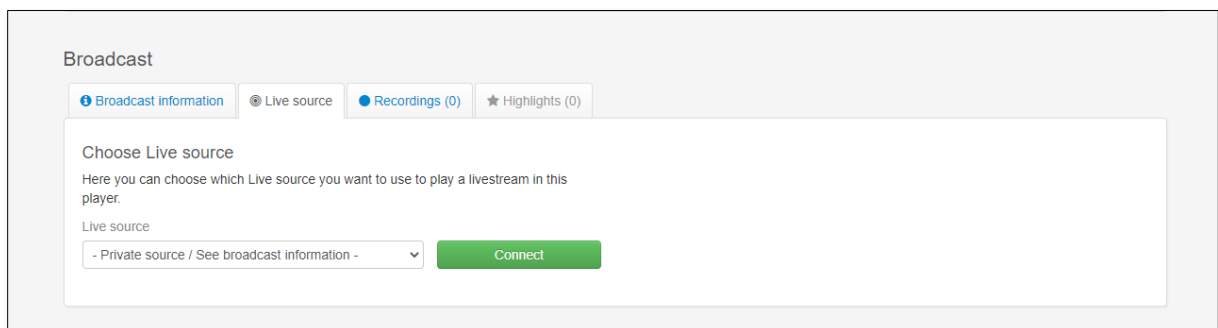 Broadcast
Broadcast information
Live source
Recordings (0)
Highlights (0)
Choose Live source
Here you can choose which Live source you want to use to play a livestream in this
player.
Live source
- Private source / See broadcast information -
Connect